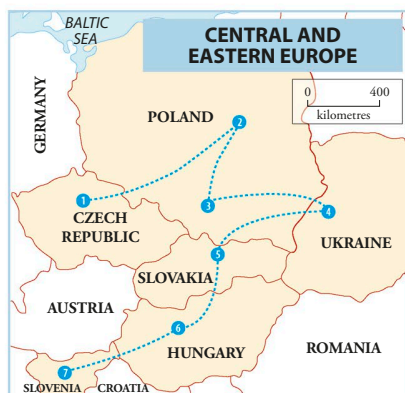 BALTIC
SEA
CENTRAL AND
EASTERN EUROPE
0 400
kilometres
GERMANY
POLAND
2
1
CZECH
REPUBLIC
3
4
UKRAINE
5
SLOVAKIA
AUSTRIA
6
HUNGARY
ROMANIA
7
SLOVENIA
CROATIA